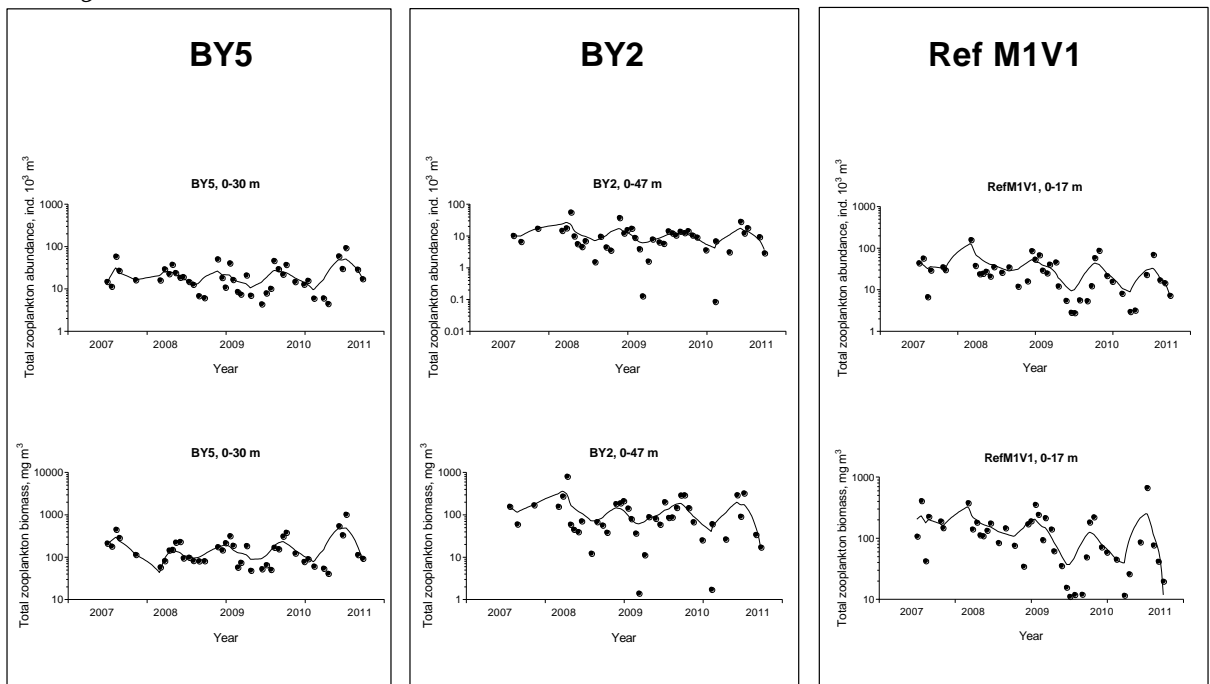 BY5
BY2
Ref M1V1
Total zooplankton abundance, ind. 10³ m³
BY5, 0-30 m
1000
100
10
1
2007 2008 2009 2010 2011
Year
Total zooplankton abundance, ind. 10³ m³
BY2, 0-47 m
100
10
1
0.1
0.01
2007 2008 2009 2010 2011
Year
Total zooplankton abundance, ind. 10³ m³
RefM1V1, 0-17 m
1000
100
10
1
2007 2008 2009 2010 2011
Year
Total zooplankton biomass, mg m³
BY5, 0-30 m
10000
1000
100
10
2007 2008 2009 2010 2011
Year
Total zooplankton biomass, mg m³
BY2, 0-47 m
1000
100
10
1
2007 2008 2009 2010 2011
Year
Total zooplankton biomass, mg m³
RefM1V1, 0-17 m
1000
100
10
2007 2008 2009 2010 2011
Year